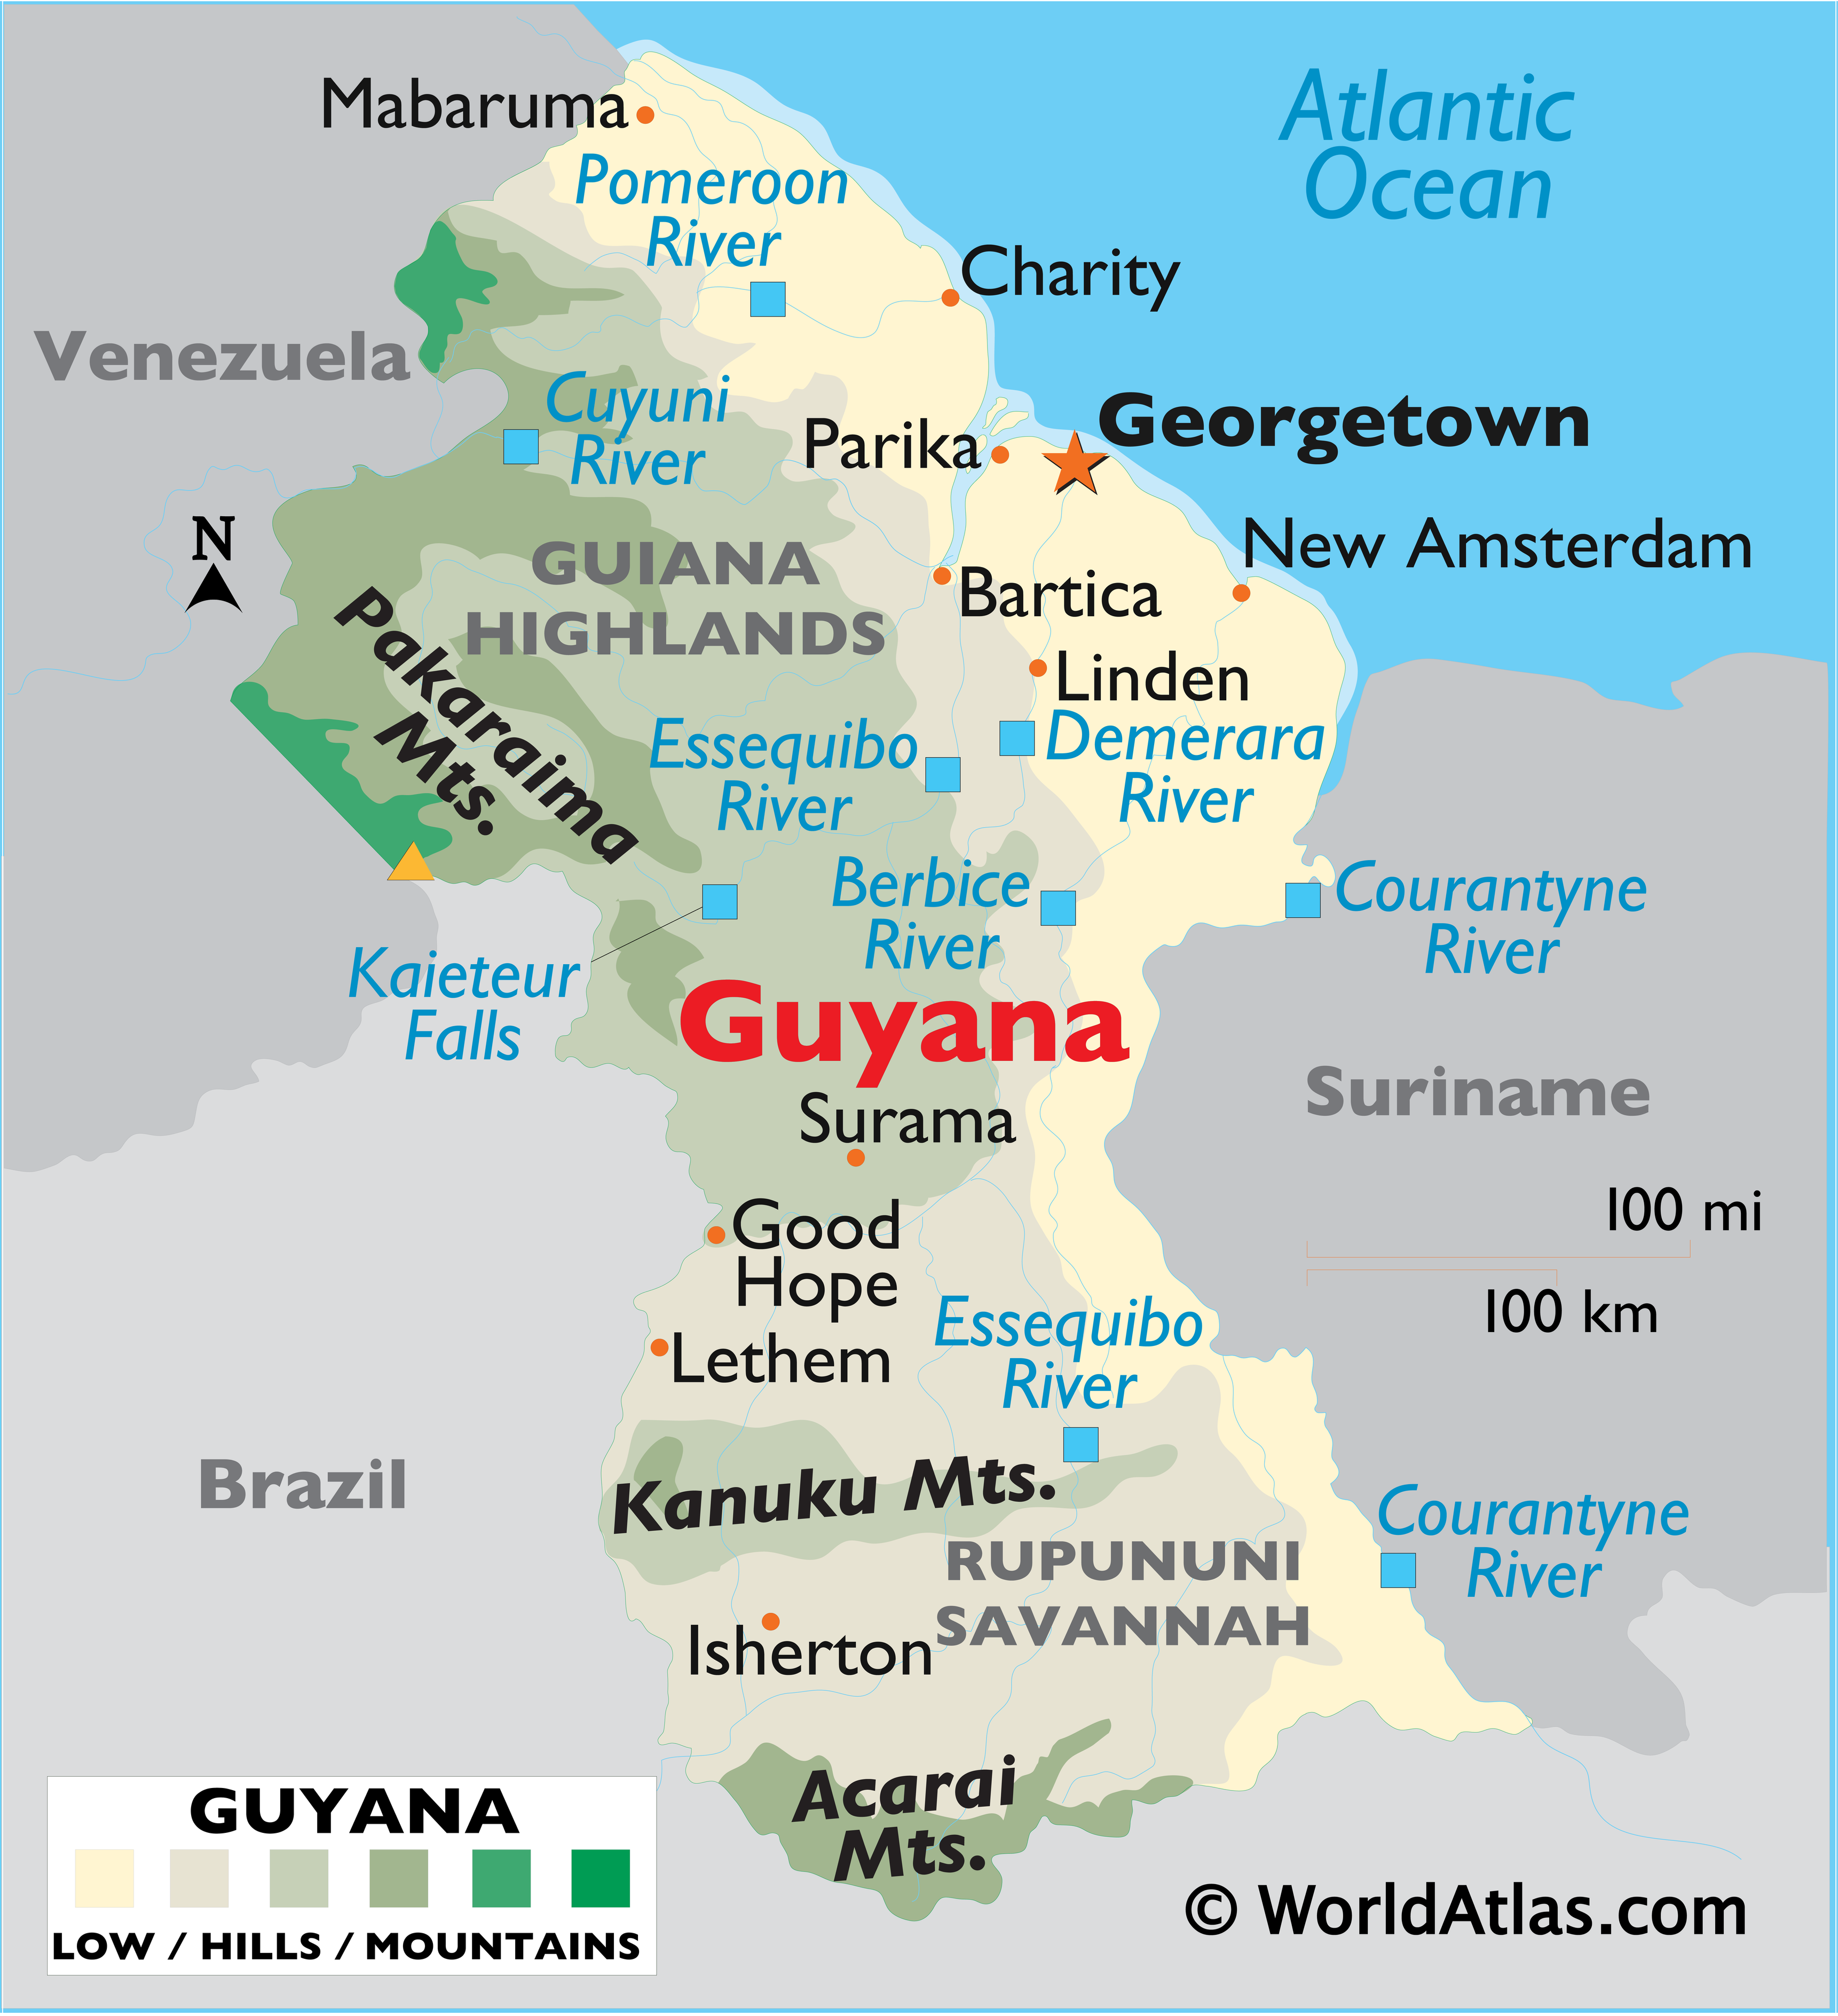 Atlantic
Ocean
Mabaruma
Pomeroon
River
Charity
Venezuela
Cuyuni
River
Parika
Georgetown
N
New Amsterdam
GUIANA
HIGHLANDS
Bartica
Pakaraima
Mts.
Linden
Essequibo
River
Demerara
River
Berbice
River
Courantyne
River
Kaieteur
Falls
Guyana
Suriname
Surama
100 mi
100 km
Good
Hope
Lethem
Essequibo
River
Brazil
Kanuku Mts.
Courantyne
River
RUPUNUNI
SAVANNAH
Isherton
Acarai
Mts.
GUYANA
LOW / HILLS / MOUNTAINS
© WorldAtlas.com